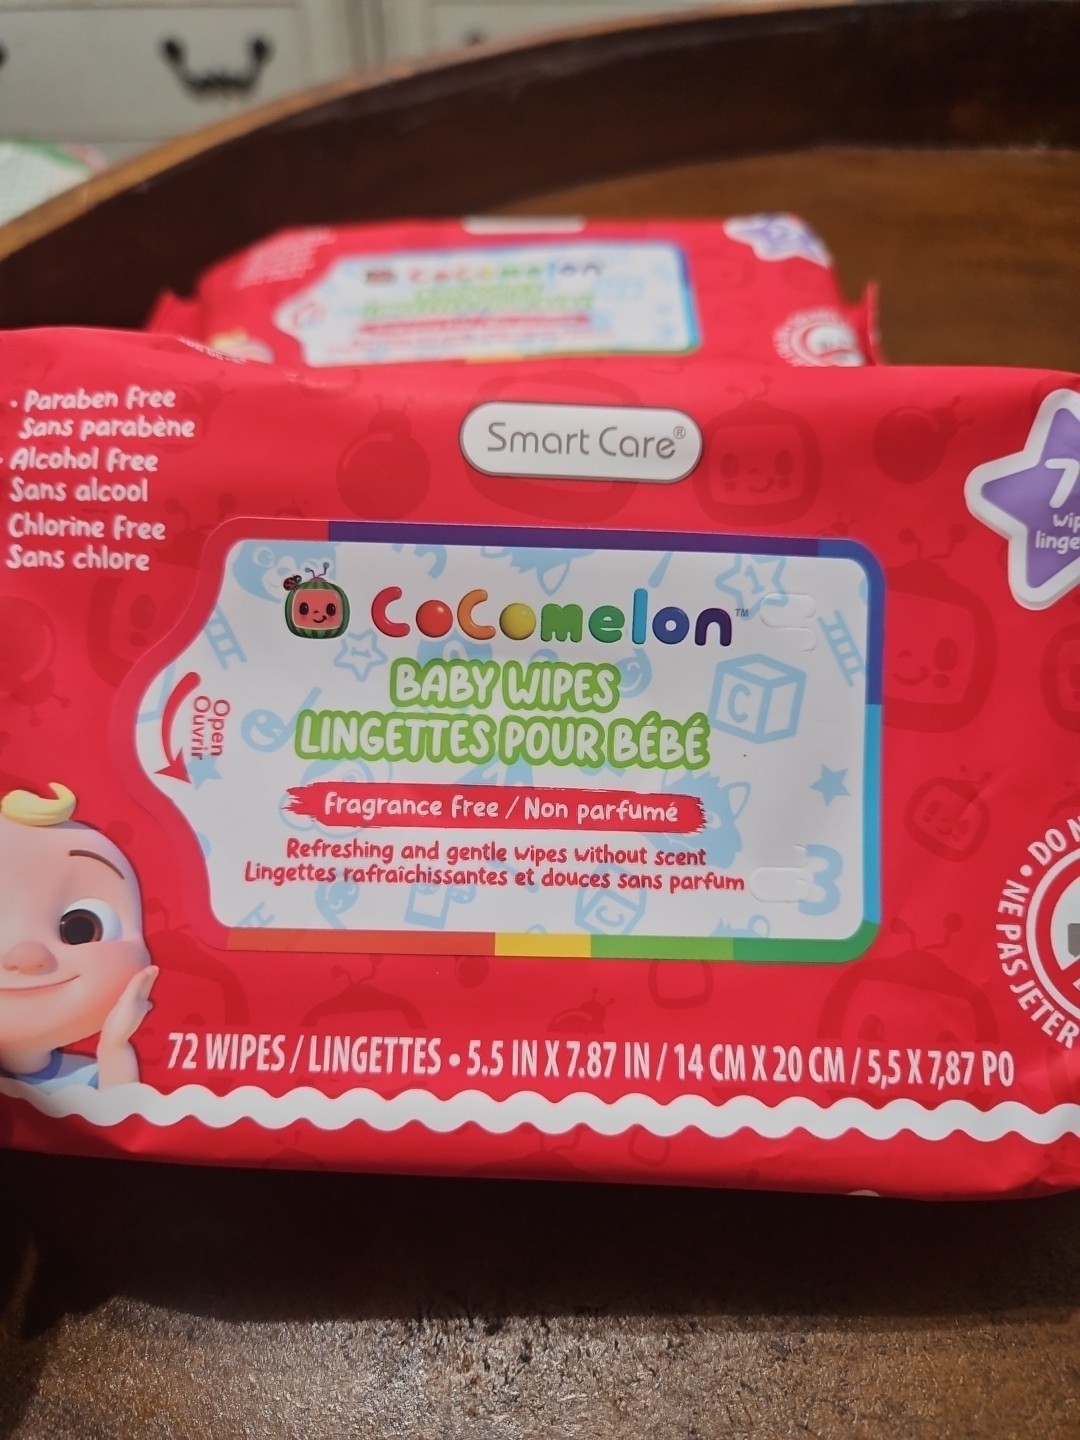 CoComelon
• Paraben Free
Sans parabène
• Alcohol Free
Sans alcool
Chlorine Free
Sans chlore
Smart Care®
CoComelon™
BABY WIPES
LINGETTES POUR BÉBÉ
Open
Ouvrir
Fragrance Free / Non parfumé
Refreshing and gentle wipes without scent
Lingettes rafraîchissantes et douces sans parfum
72 WIPES / LINGETTES • 5.5 IN X 7.87 IN / 14 CM X 20 CM / 5,5 X 7,87 PO
DO
• NE PAS JETER